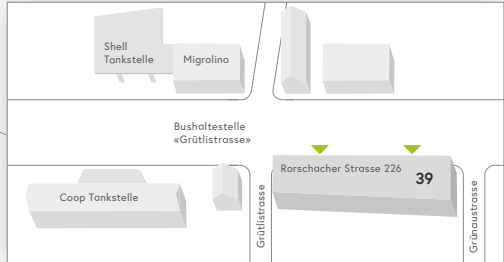 Shell
Tankstelle
Migrolino
Bushaltestelle
«Grütlistrasse»
Rorschacher Strasse 226
39
Coop Tankstelle
Grütlistrasse
Grünaustrasse